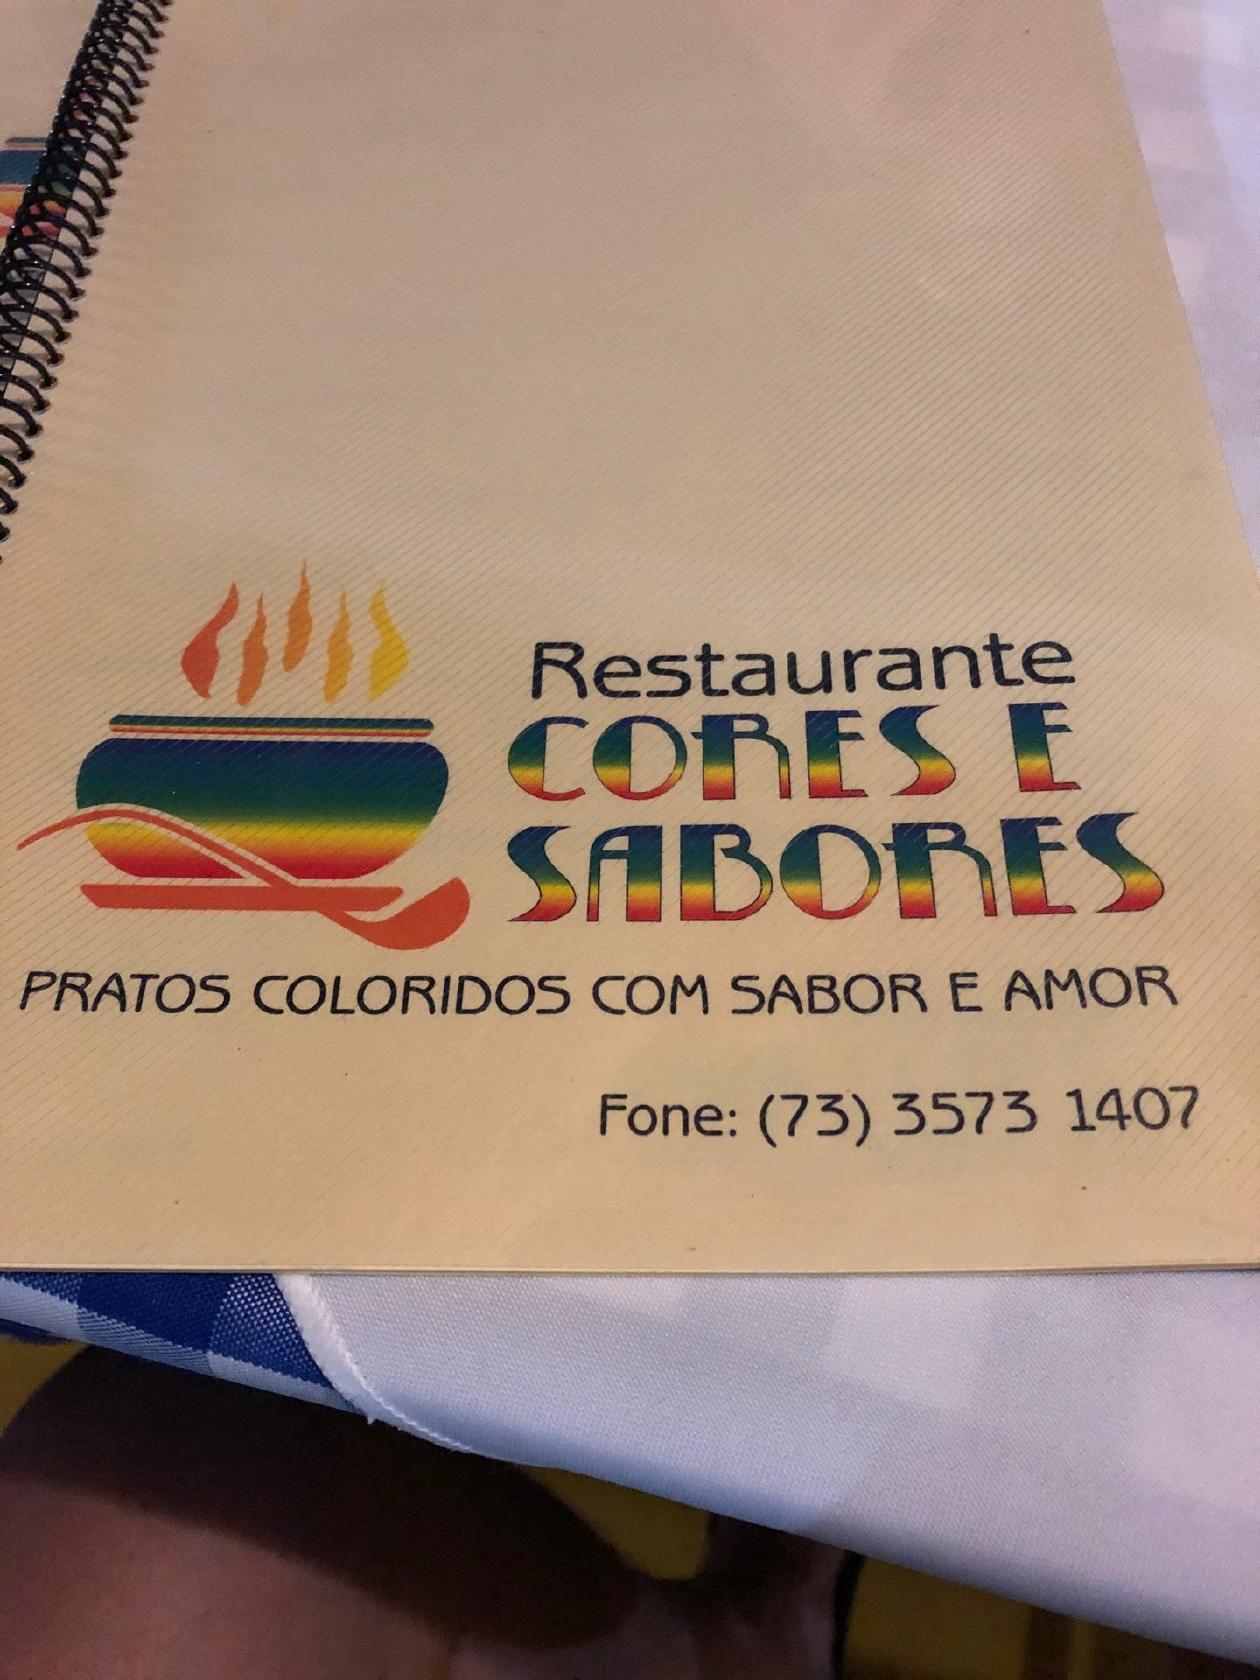 Restaurante
CORES E
SABORES
PRATOS COLORIDOS COM SABOR E AMOR
Fone: (73) 3573 1407